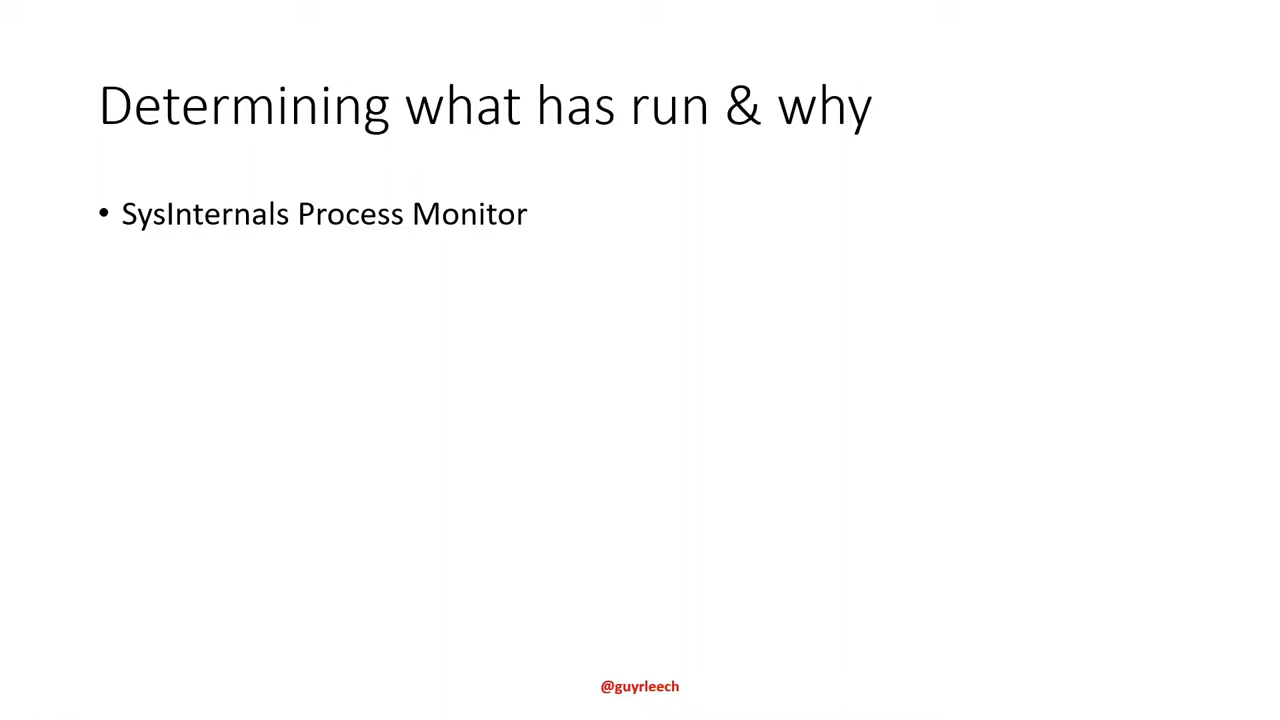 Determining what has run & why
• SysInternals Process Monitor
@guyrleech